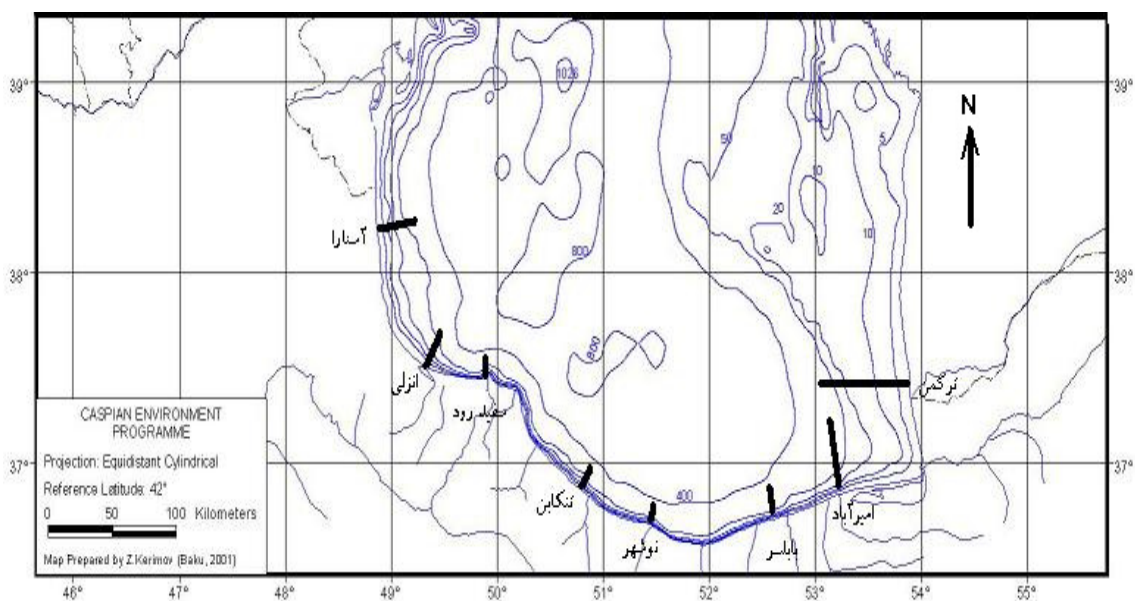 1026
39°
39°
50
5
N
10
20
10
آستارا
800
38°
38°
800
انزلی
ترکمن
سفید رود
CASPIAN ENVIRONMENT
PROGRAMME
Projection: Equidistant Cylindrical
Reference Latitude: 42°
0 50 100 Kilometers
Map Prepared by Z.Kerimov (Baku, 2001)
37°
37°
400
تنکابن
امیرآباد
نوشهر
بابلسر
46° 47° 48° 49° 50° 51° 52° 53° 54° 55°